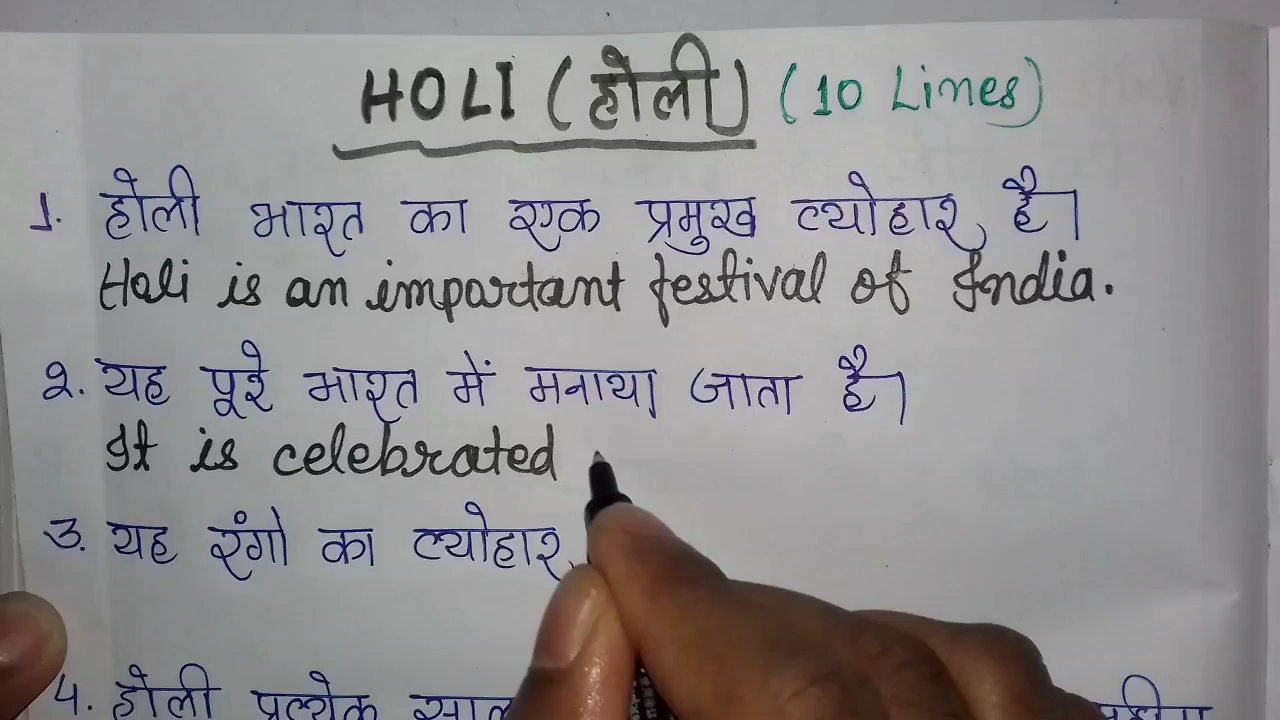 HOLI (होली) (10 Lines)
1. होली भारत का एक प्रमुख त्योहार है।
Holi is an important festival of India.
2. यह पूरे भारत में मनाया जाता है।
It is celebrated
3. यह रंगो का त्योहार
4. होली प्रत्येक साल